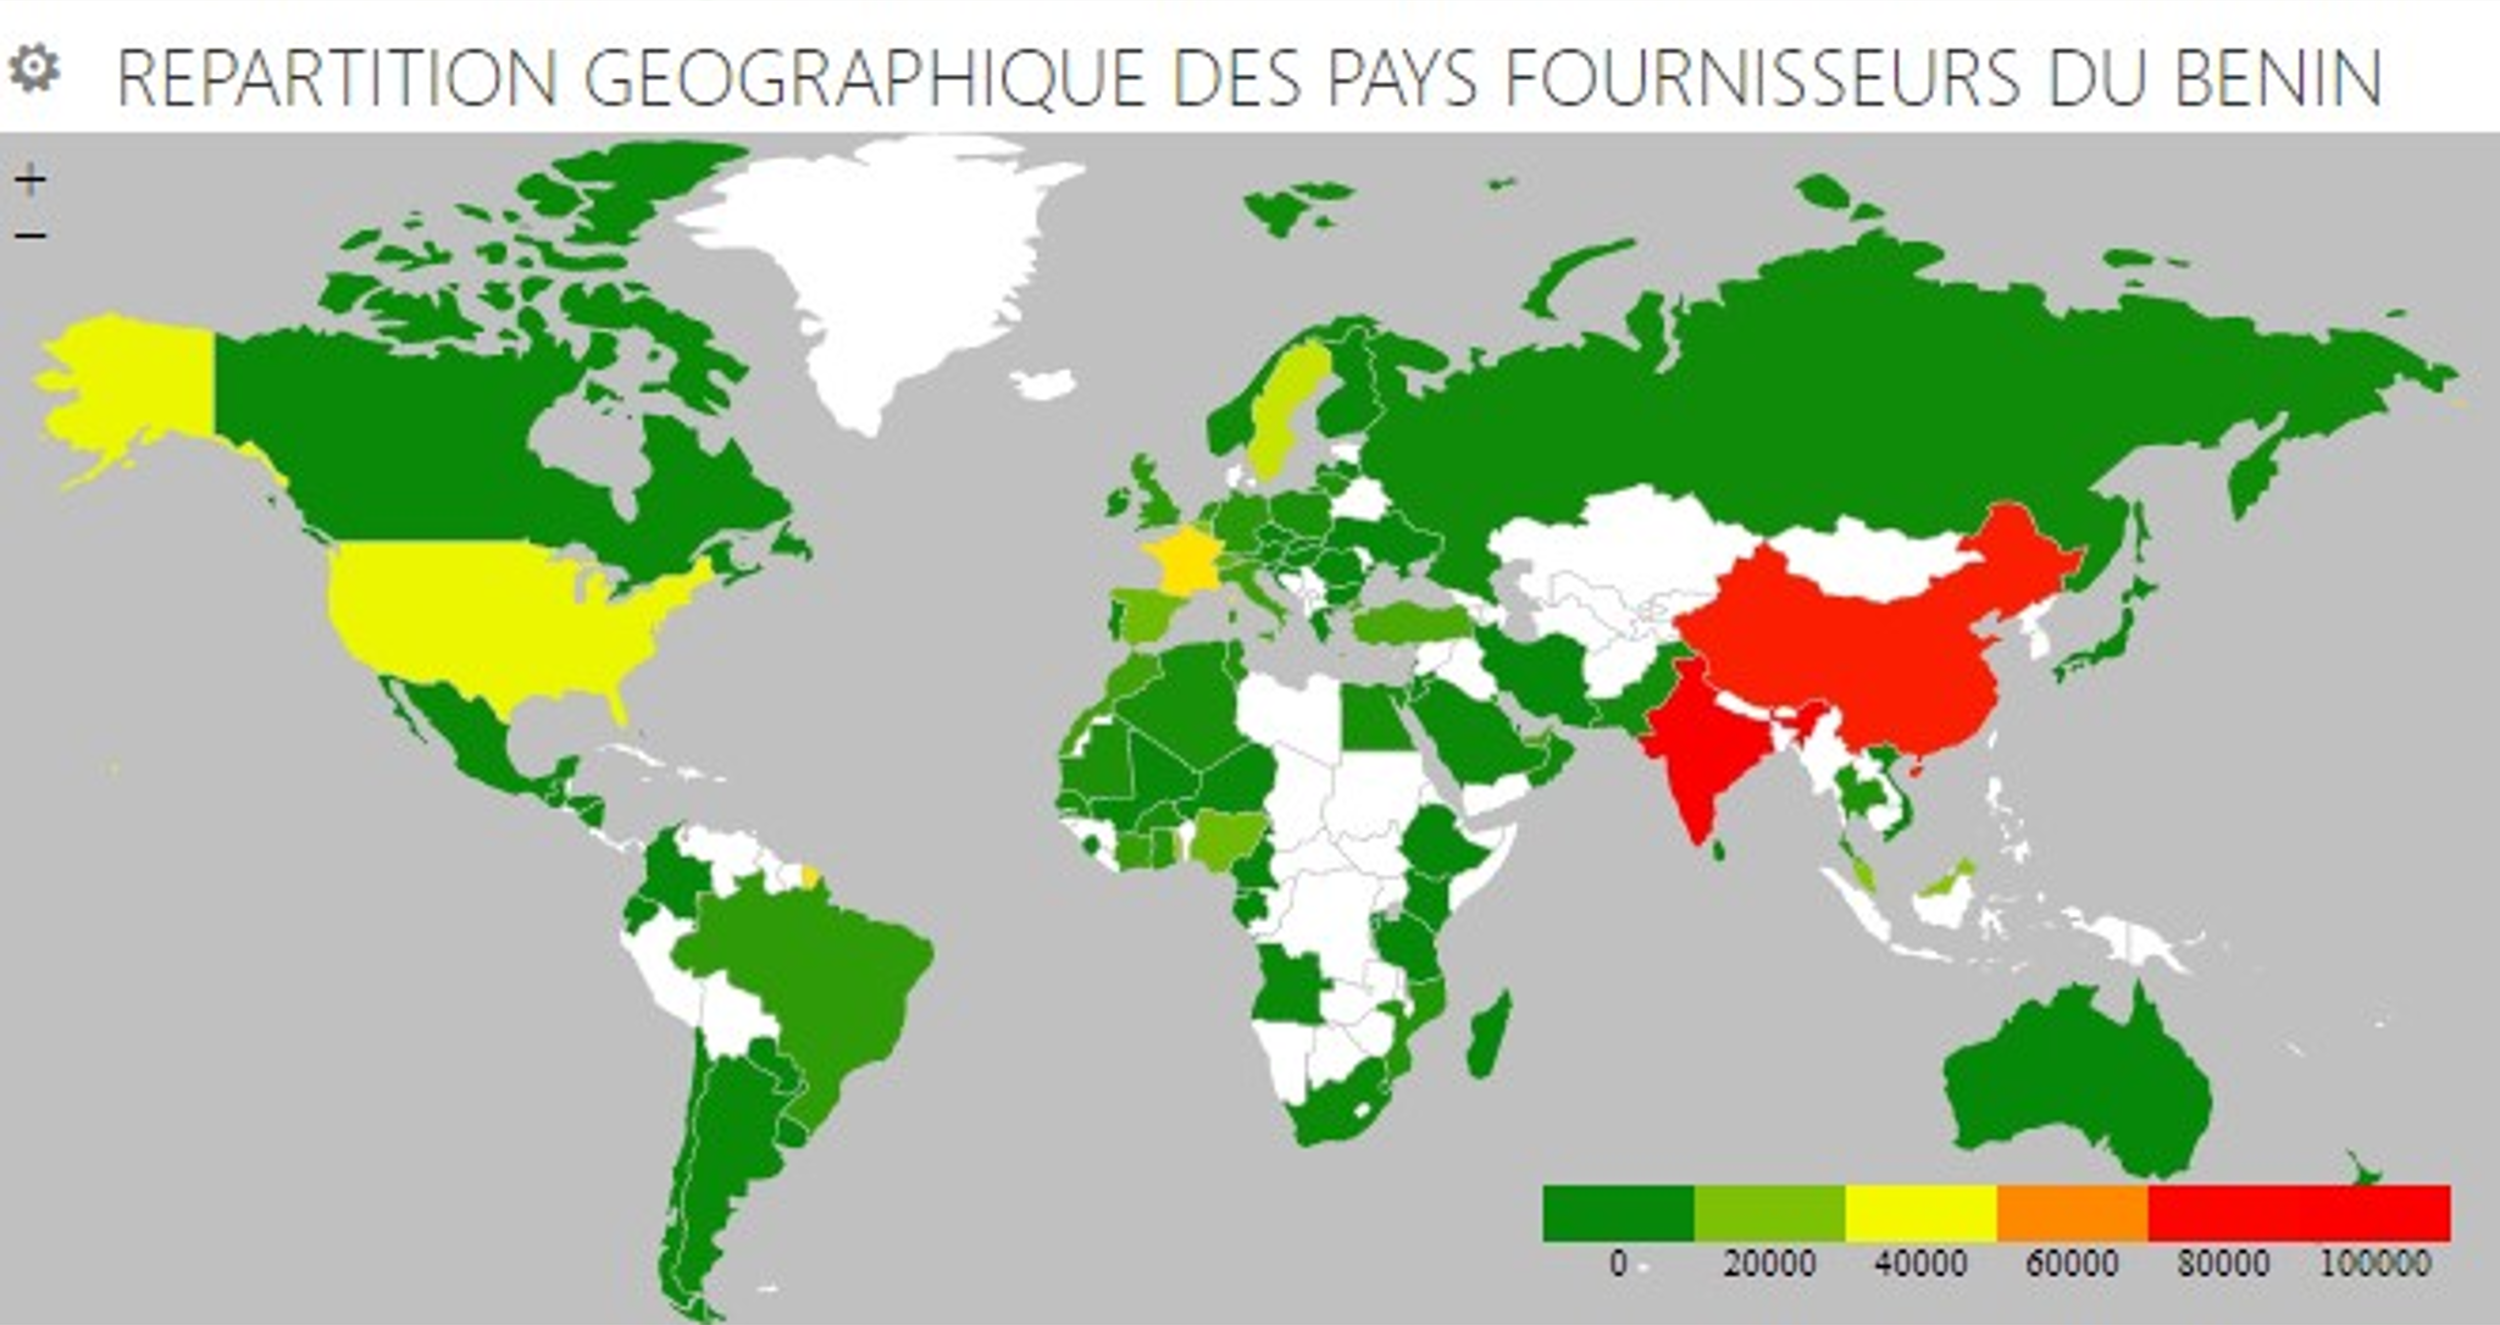 REPARTITION GEOGRAPHIQUE DES PAYS FOURNISSEURS DU BENIN
+
−
0 20000 40000 60000 80000 100000